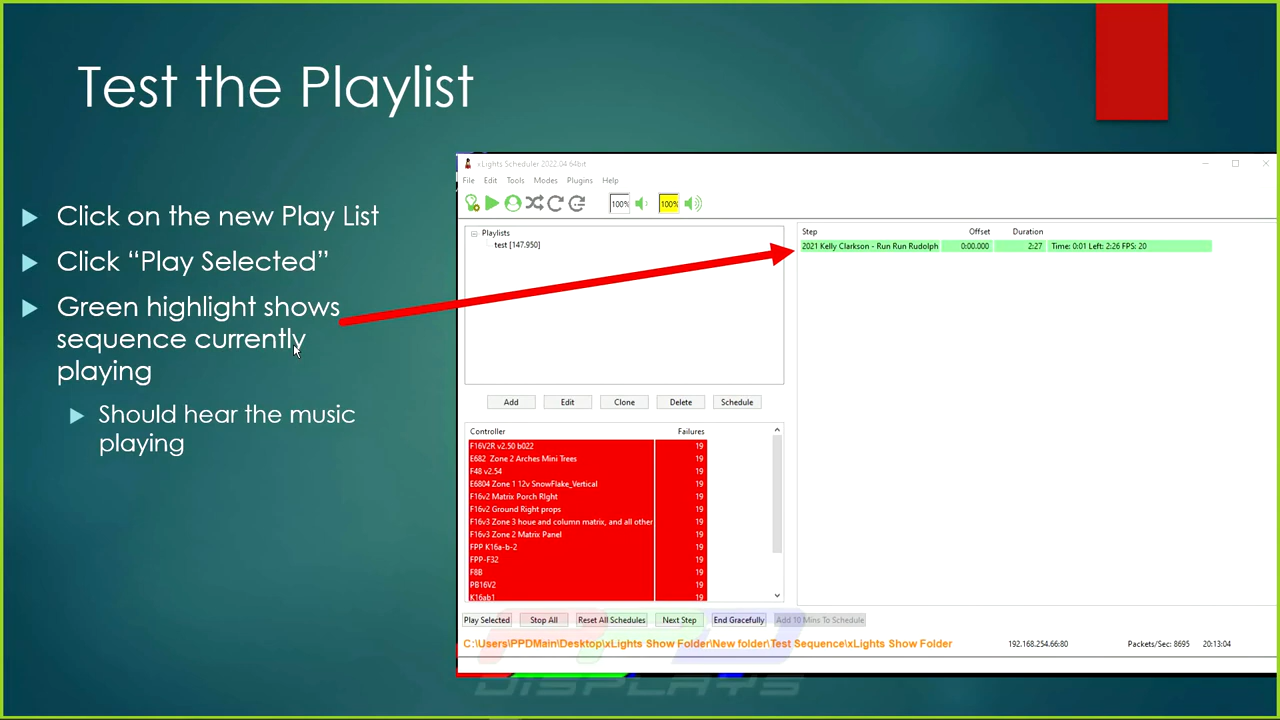 Test the Playlist
Click on the new Play List
Click “Play Selected”
Green highlight shows
sequence currently
playing
Should hear the music
playing
xLights Scheduler 2022.04 64bit
File Edit Tools Modes Plugins Help
100% 100%
Playlists
test [147.950]
Step Offset Duration
2021 Kelly Clarkson - Run Run Rudolph 0:00.000 2:27 Time: 0:01 Left: 2:26 FPS: 20
Add Edit Clone Delete Schedule
Controller Failures
F16V2R v2.50 b022 19
E682 Zone 2 Arches Mini Trees 19
F48 v2.54 19
E6804 Zone 1 12v SnowFlake_Vertical 19
F16v2 Matrix Porch RIght 19
F16v2 Ground Right props 19
F16v3 Zone 3 houe and column matrix, and all other 19
F16v3 Zone 2 Matrix Panel 19
FPP K16a-b-2 19
FPP-F32 19
F8B 19
PB16V2 19
K16ab1 19
Play Selected Stop All Reset All Schedules Next Step End Gracefully Add 10 Mins To Schedule
C:\Users\PPDMain\Desktop\xLights Show Folder\New folder\Test Sequence\xLights Show Folder 192.168.254.66:80 Packets/Sec: 8695 20:13:04
PPD
DISPLAYS